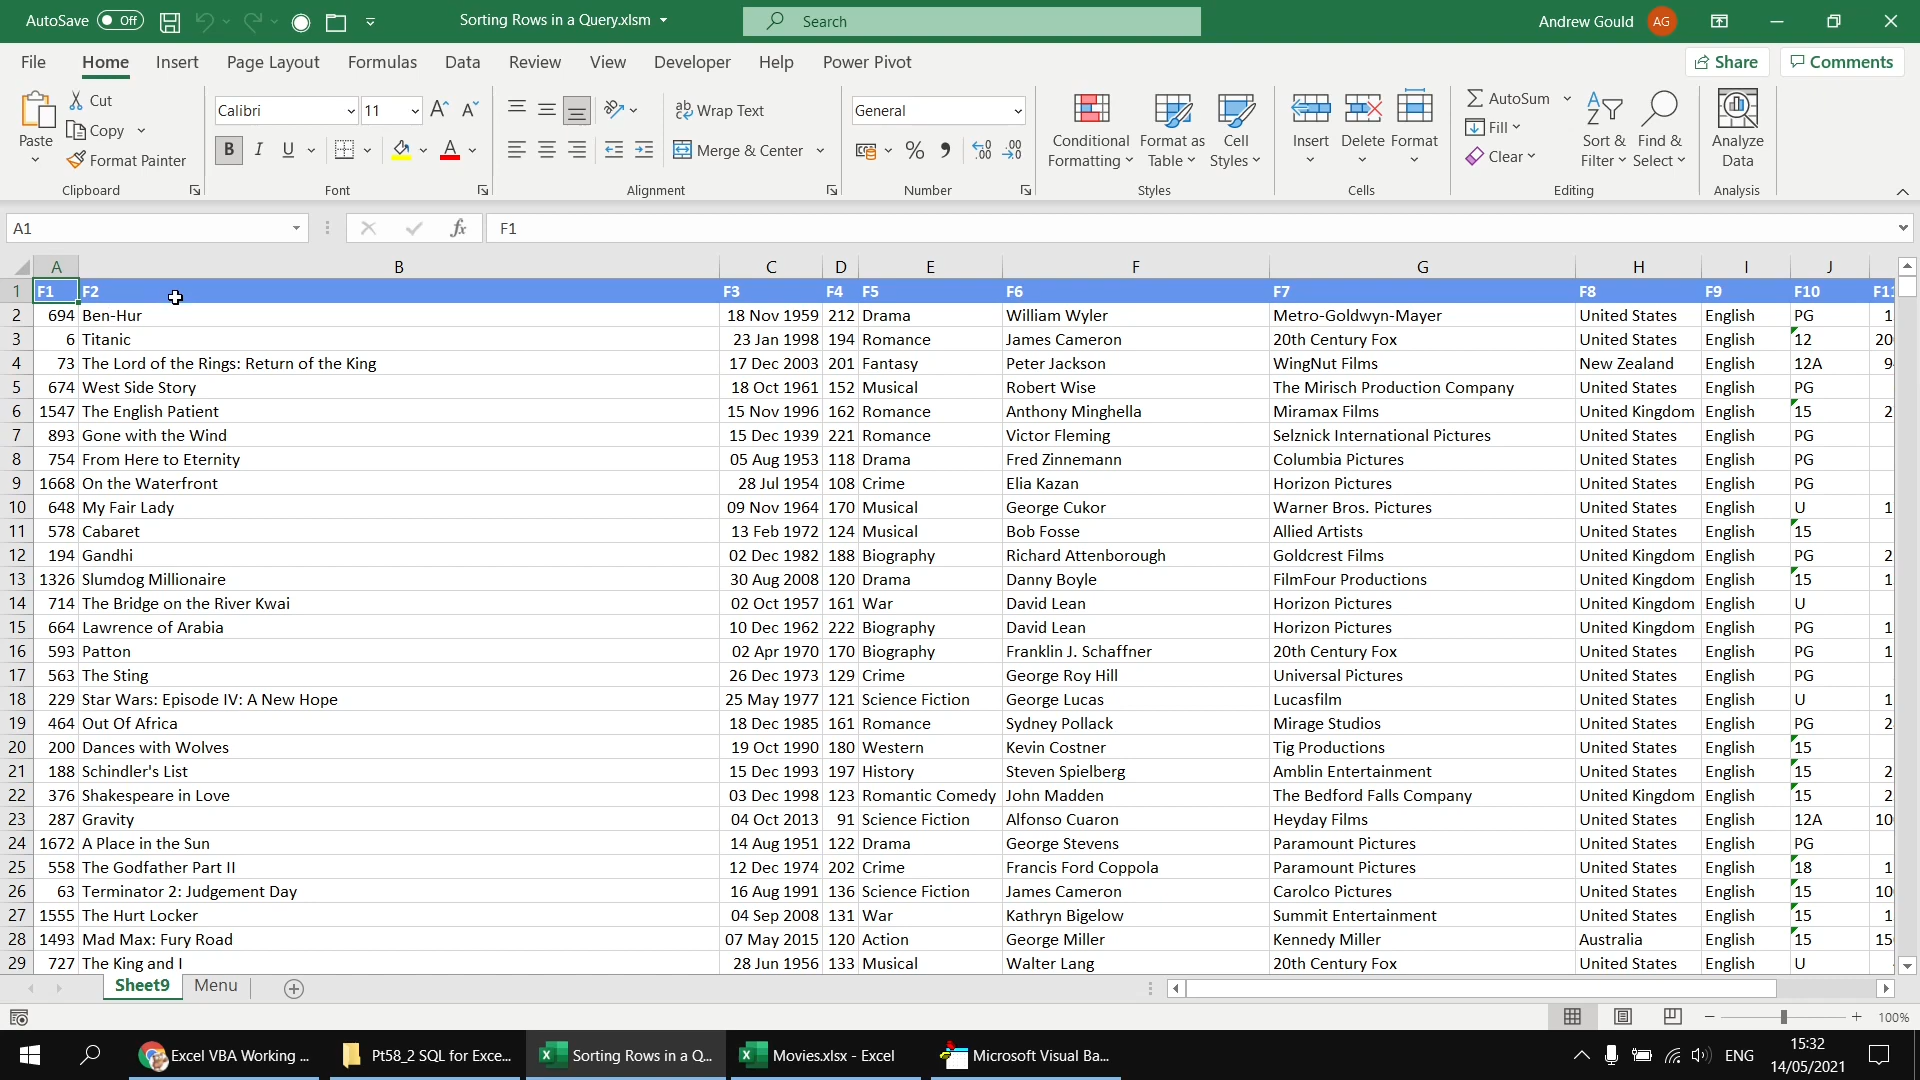 AutoSave Off
Sorting Rows in a Query.xlsm
Search
Andrew Gould AG
File Home Insert Page Layout Formulas Data Review View Developer Help Power Pivot
Share Comments
Paste
Cut
Copy
Format Painter
Clipboard
Calibri 11
B I U
Font
Wrap Text
Merge & Center
Alignment
General
Number
Conditional Formatting
Format as Table
Cell Styles
Styles
Insert Delete Format
Cells
AutoSum
Fill
Clear
Sort & Filter
Find & Select
Editing
Analyze Data
Analysis
A1 fx F1
A B C D E F G H I J
1 F1 F2 F3 F4 F5 F6 F7 F8 F9 F10 F11
2 694 Ben-Hur 18 Nov 1959 212 Drama William Wyler Metro-Goldwyn-Mayer United States English PG 1
3 6 Titanic 23 Jan 1998 194 Romance James Cameron 20th Century Fox United States English 12 20
4 73 The Lord of the Rings: Return of the King 17 Dec 2003 201 Fantasy Peter Jackson WingNut Films New Zealand English 12A 9
5 674 West Side Story 18 Oct 1961 152 Musical Robert Wise The Mirisch Production Company United States English PG
6 1547 The English Patient 15 Nov 1996 162 Romance Anthony Minghella Miramax Films United Kingdom English 15 2
7 893 Gone with the Wind 15 Dec 1939 221 Romance Victor Fleming Selznick International Pictures United States English PG
8 754 From Here to Eternity 05 Aug 1953 118 Drama Fred Zinnemann Columbia Pictures United States English PG
9 1668 On the Waterfront 28 Jul 1954 108 Crime Elia Kazan Horizon Pictures United States English PG
10 648 My Fair Lady 09 Nov 1964 170 Musical George Cukor Warner Bros. Pictures United States English U 1
11 578 Cabaret 13 Feb 1972 124 Musical Bob Fosse Allied Artists United States English 15
12 194 Gandhi 02 Dec 1982 188 Biography Richard Attenborough Goldcrest Films United Kingdom English PG 2
13 1326 Slumdog Millionaire 30 Aug 2008 120 Drama Danny Boyle FilmFour Productions United Kingdom English 15 1
14 714 The Bridge on the River Kwai 02 Oct 1957 161 War David Lean Horizon Pictures United Kingdom English U
15 664 Lawrence of Arabia 10 Dec 1962 222 Biography David Lean Horizon Pictures United Kingdom English PG 1
16 593 Patton 02 Apr 1970 170 Biography Franklin J. Schaffner 20th Century Fox United States English PG 1
17 563 The Sting 26 Dec 1973 129 Crime George Roy Hill Universal Pictures United States English PG
18 229 Star Wars: Episode IV: A New Hope 25 May 1977 121 Science Fiction George Lucas Lucasfilm United States English U 1
19 464 Out Of Africa 18 Dec 1985 161 Romance Sydney Pollack Mirage Studios United States English PG 2
20 200 Dances with Wolves 19 Oct 1990 180 Western Kevin Costner Tig Productions United States English 15
21 188 Schindler's List 15 Dec 1993 197 History Steven Spielberg Amblin Entertainment United States English 15 2
22 376 Shakespeare in Love 03 Dec 1998 123 Romantic Comedy John Madden The Bedford Falls Company United Kingdom English 15 2
23 287 Gravity 04 Oct 2013 91 Science Fiction Alfonso Cuaron Heyday Films United States English 12A 10
24 1672 A Place in the Sun 14 Aug 1951 122 Drama George Stevens Paramount Pictures United States English PG
25 558 The Godfather Part II 12 Dec 1974 202 Crime Francis Ford Coppola Paramount Pictures United States English 18 1
26 63 Terminator 2: Judgement Day 16 Aug 1991 136 Science Fiction James Cameron Carolco Pictures United States English 15 10
27 1555 The Hurt Locker 04 Sep 2008 131 War Kathryn Bigelow Summit Entertainment United States English 15 1
28 1493 Mad Max: Fury Road 07 May 2015 120 Action George Miller Kennedy Miller Australia English 15 15
29 727 The King and I 28 Jun 1956 133 Musical Walter Lang 20th Century Fox United States English U
Sheet9 Menu
100%
Excel VBA Working ...
Pt58_2 SQL for Exce...
Sorting Rows in a Q...
Movies.xlsx - Excel
Microsoft Visual Ba...
ENG
15:32
14/05/2021